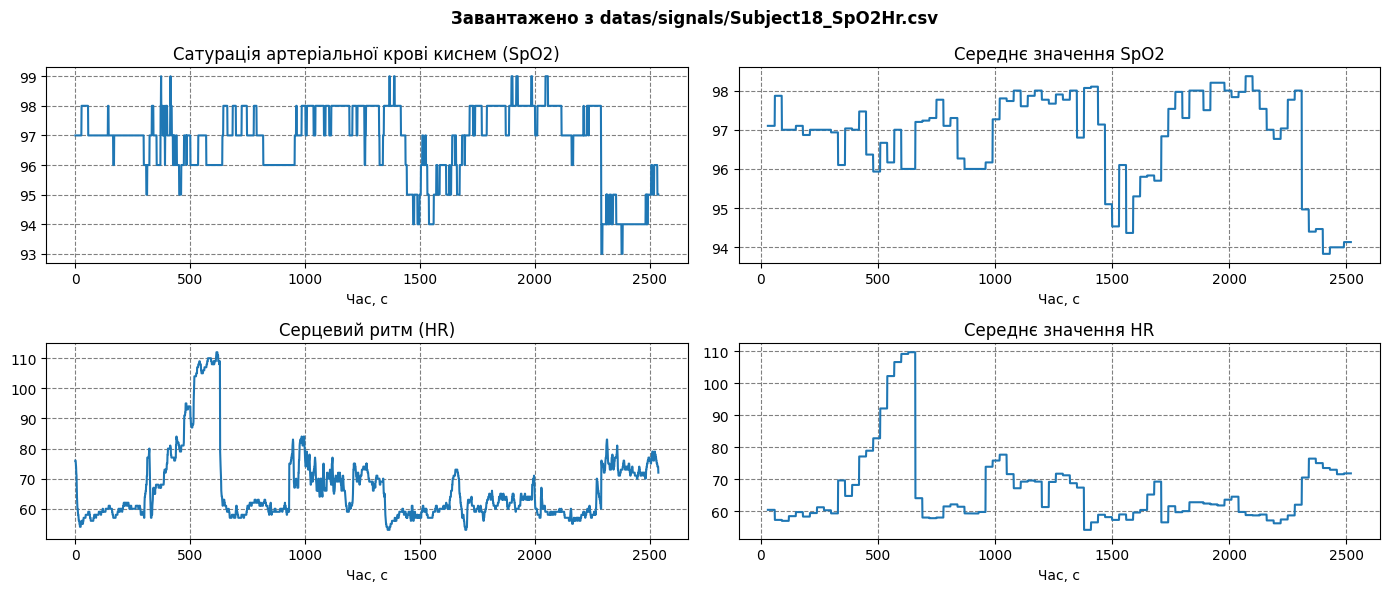 Завантажено з datas/signals/Subject18_SpO2Hr.csv
Сатурація артеріальної крові киснем (SpO2)
99
98
97
96
95
94
93
0 500 1000 1500 2000 2500
Час, с
Середнє значення SpO2
98
97
96
95
94
0 500 1000 1500 2000 2500
Час, с
Серцевий ритм (HR)
110
100
90
80
70
60
0 500 1000 1500 2000 2500
Час, с
Середнє значення HR
110
100
90
80
70
60
0 500 1000 1500 2000 2500
Час, с